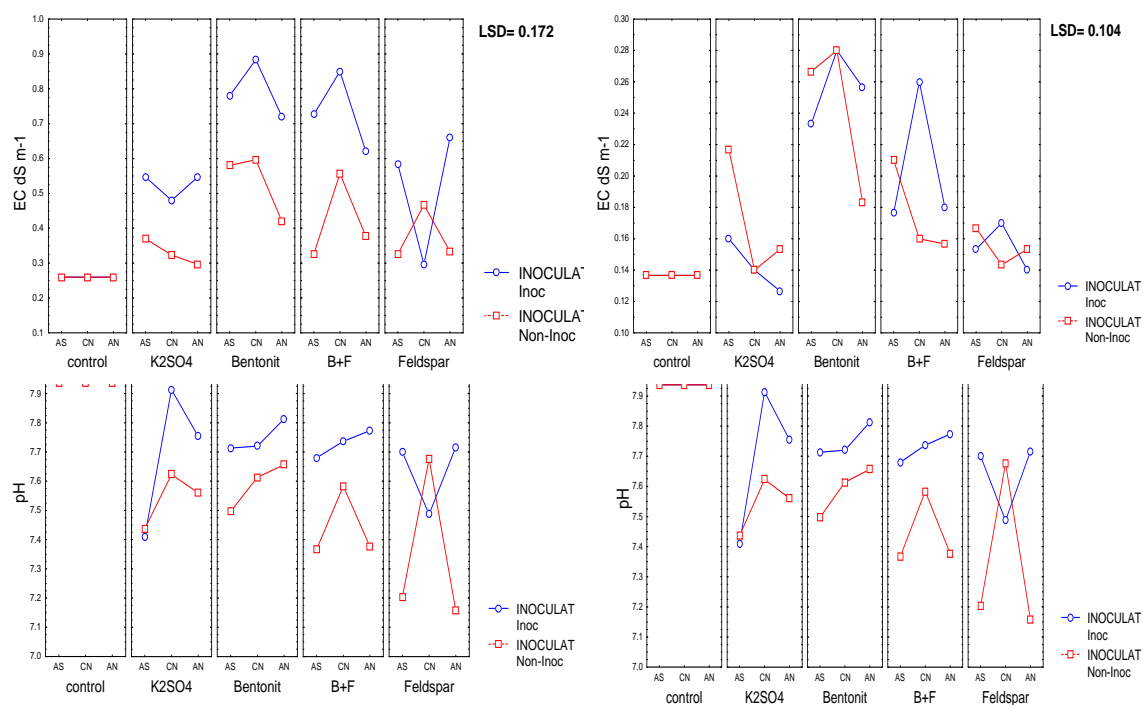 1.0
0.9
0.8
0.7
0.6
0.5
0.4
0.3
0.2
0.1
EC dS m-1
AS CN AN AS CN AN AS CN AN AS CN AN AS CN AN
control K2SO4 Bentonit B+F Feldspar
LSD= 0.172
INOCULAT
Inoc
INOCULAT
Non-Inoc
0.30
0.28
0.26
0.24
0.22
0.20
0.18
0.16
0.14
0.12
0.10
EC dS m-1
AS CN AN AS CN AN AS CN AN AS CN AN AS CN AN
control K2SO4 Bentonit B+F Feldspar
LSD= 0.104
INOCULAT
Inoc
INOCULAT
Non-Inoc
7.9
7.8
7.7
7.6
7.5
7.4
7.3
7.2
7.1
7.0
pH
AS CN AN AS CN AN AS CN AN AS CN AN AS CN AN
control K2SO4 Bentonit B+F Feldspar
INOCULAT
Inoc
INOCULAT
Non-Inoc
7.9
7.8
7.7
7.6
7.5
7.4
7.3
7.2
7.1
7.0
pH
AS CN AN AS CN AN AS CN AN AS CN AN AS CN AN
control K2SO4 Bentonit B+F Feldspar
INOCULAT
Inoc
INOCULAT
Non-Inoc